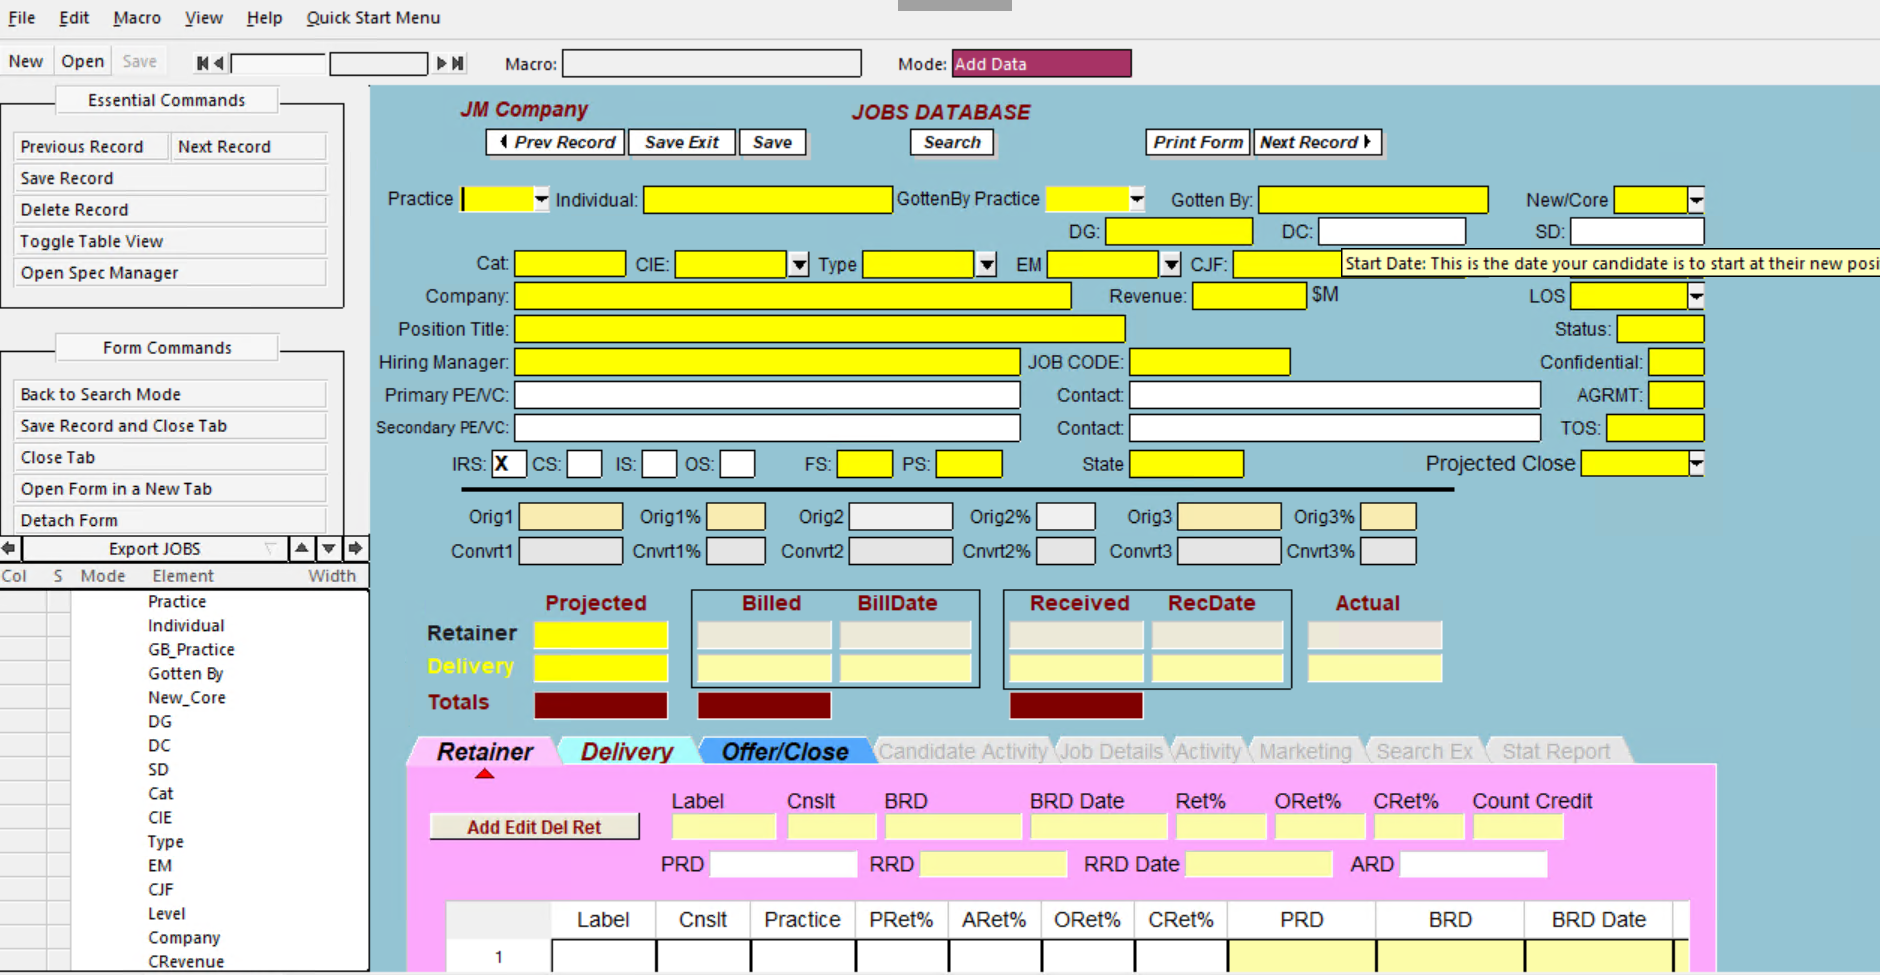 File Edit Macro View Help Quick Start Menu
New Open Save Macro: Mode: Add Data
Essential Commands
Previous Record Next Record
Save Record
Delete Record
Toggle Table View
Open Spec Manager
Form Commands
Back to Search Mode
Save Record and Close Tab
Close Tab
Open Form in a New Tab
Detach Form
Export JOBS
Col S Mode Element Width
Practice
Individual
GB_Practice
Gotten By
New_Core
DG
DC
SD
Cat
CIE
Type
EM
CJF
Level
Company
CRevenue
JM Company JOBS DATABASE
Prev Record Save Exit Save Search Print Form Next Record
Practice Individual: GottenBy Practice Gotten By: New/Core
DG: DC: SD:
Cat: CIE: Type EM CJF: Start Date: This is the date your candidate is to start at their new posi
Company: Revenue: $M LOS
Position Title: Status:
Hiring Manager: JOB CODE: Confidential:
Primary PE/VC: Contact: AGRMT:
Secondary PE/VC: Contact: TOS:
IRS: X CS: IS: OS: FS: PS: State Projected Close
Orig1 Orig1% Orig2 Orig2% Orig3 Orig3%
Convrt1 Cnvrt1% Convrt2 Cnvrt2% Convrt3 Cnvrt3%
Projected Billed BillDate Received RecDate Actual
Retainer
Delivery
Totals
Retainer Delivery Offer/Close Candidate Activity Job Details Activity Marketing Search Ex Stat Report
Label Cnslt BRD BRD Date Ret% ORet% CRet% Count Credit
Add Edit Del Ret
PRD RRD RRD Date ARD
Label Cnslt Practice PRet% ARet% ORet% CRet% PRD BRD BRD Date
1